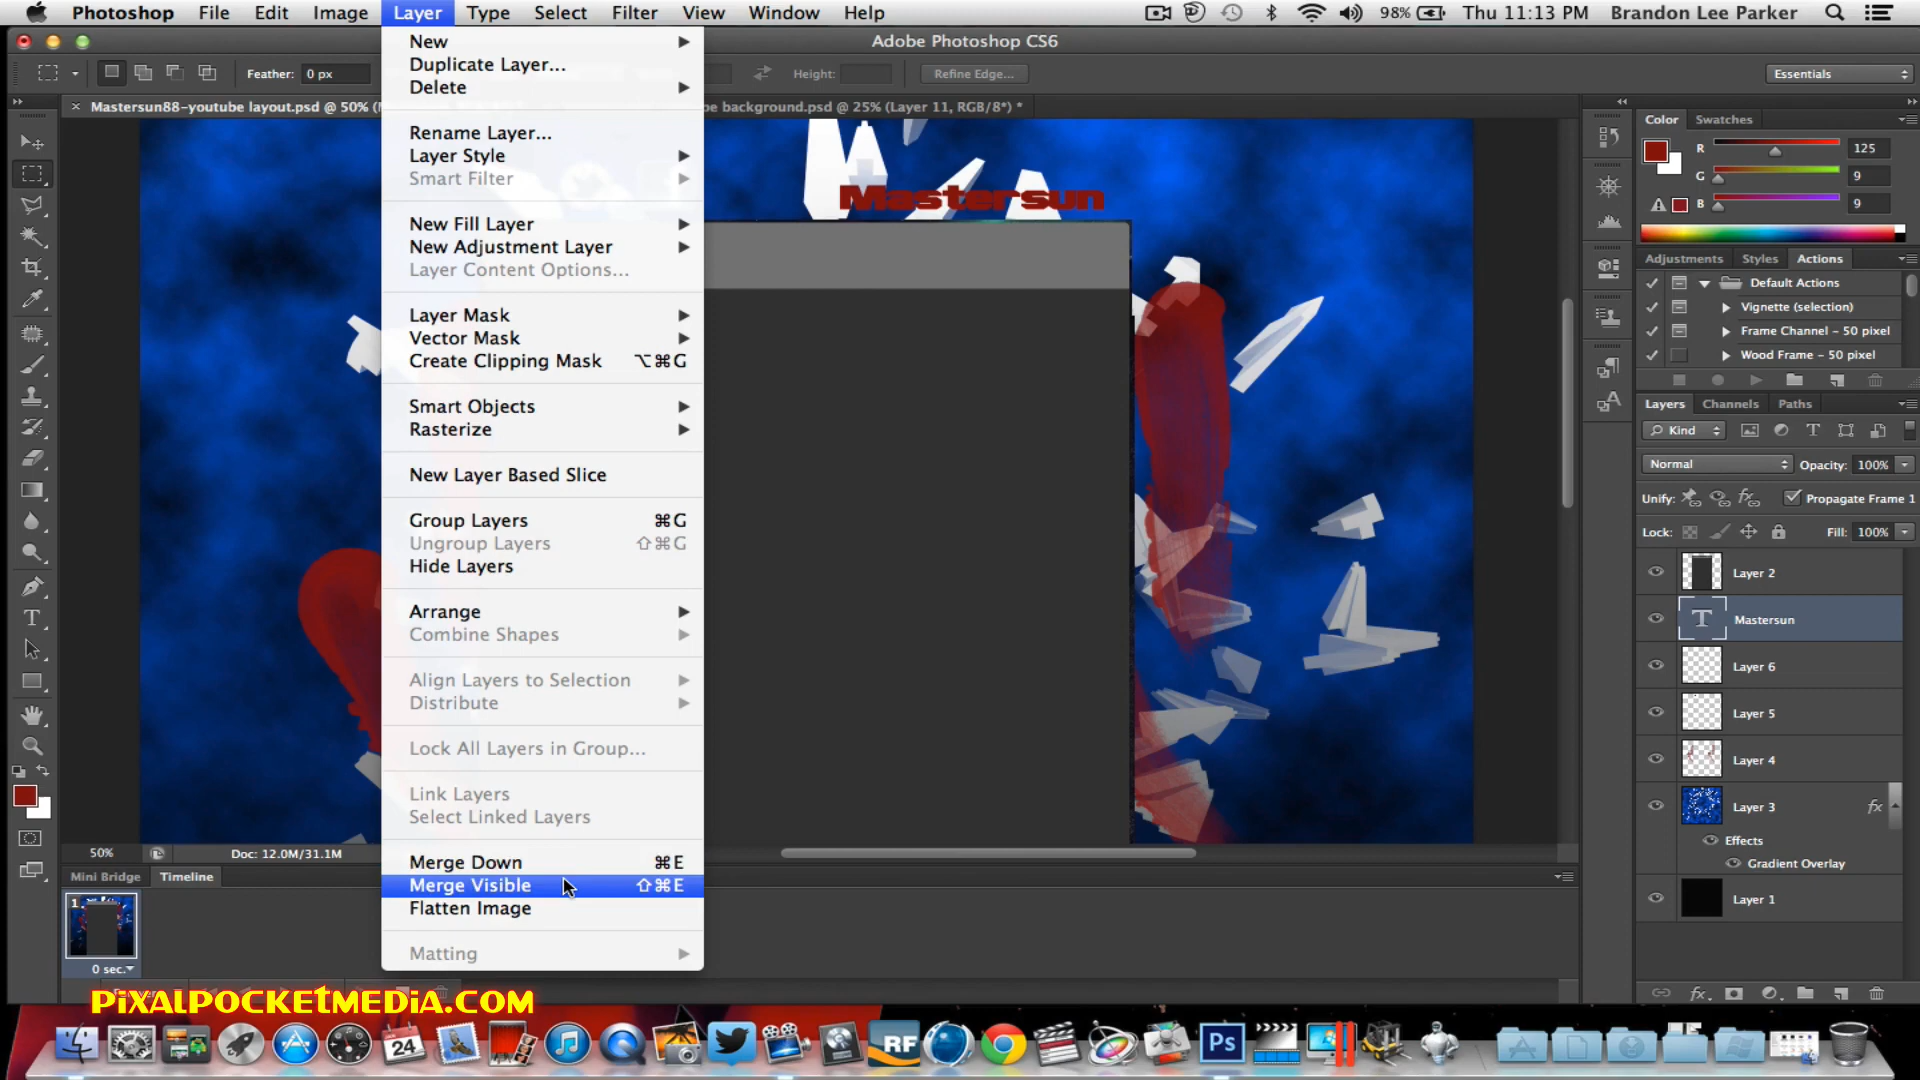 Photoshop File Edit Image Layer Type Select Filter View Window Help 98% Thu 11:13 PM Brandon Lee Parker
Adobe Photoshop CS6
Feather: 0 px Height: Refine Edge... Essentials
Mastersun88-youtube layout.psd @ 50% be background.psd @ 25% (Layer 11, RGB/8*) *
New
Duplicate Layer...
Delete
Rename Layer...
Layer Style
Smart Filter
New Fill Layer
New Adjustment Layer
Layer Content Options...
Layer Mask
Vector Mask
Create Clipping Mask ⌥⌘G
Smart Objects
Rasterize
New Layer Based Slice
Group Layers ⌘G
Ungroup Layers ⇧⌘G
Hide Layers
Arrange
Combine Shapes
Align Layers to Selection
Distribute
Lock All Layers in Group...
Link Layers
Select Linked Layers
Merge Down ⌘E
Merge Visible ⇧⌘E
Flatten Image
Matting
Mastersun
Color Swatches
R 125
G 9
B 9
Adjustments Styles Actions
Default Actions
Vignette (selection)
Frame Channel - 50 pixel
Wood Frame - 50 pixel
Layers Channels Paths
Kind
Normal Opacity: 100%
Unify: Propagate Frame 1
Lock: Fill: 100%
Layer 2
T Mastersun
Layer 6
Layer 5
Layer 4
Layer 3 fx
Effects
Gradient Overlay
Layer 1
50% Doc: 12.0M/31.1M
Mini Bridge Timeline
1
0 sec.
PIXALPOCKETMEDIA.COM
24
RF
Ps